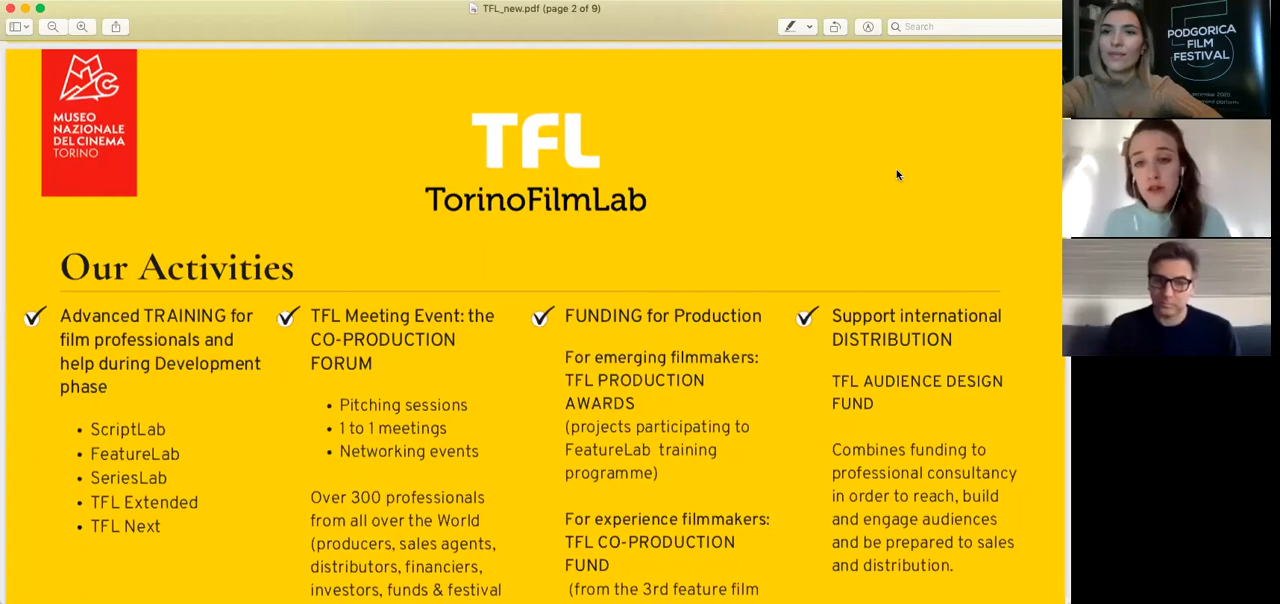 TFL_new.pdf (page 2 of 9)
Search
MUSEO
NAZIONALE
DEL CINEMA
TORINO
TFL
TorinoFilmLab
Our Activities
Advanced TRAINING for
film professionals and
help during Development
phase
• ScriptLab
• FeatureLab
• SeriesLab
• TFL Extended
• TFL Next
TFL Meeting Event: the
CO-PRODUCTION
FORUM
• Pitching sessions
• 1 to 1 meetings
• Networking events
Over 300 professionals
from all over the World
(producers, sales agents,
distributors, financiers,
investors, funds & festival
FUNDING for Production
For emerging filmmakers:
TFL PRODUCTION
AWARDS
(projects participating to
FeatureLab training
programme)
For experience filmmakers:
TFL CO-PRODUCTION
FUND
(from the 3rd feature film
Support international
DISTRIBUTION
TFL AUDIENCE DESIGN
FUND
Combines funding to
professional consultancy
in order to reach, build
and engage audiences
and be prepared to sales
and distribution.
5
PODGORICA
FILM
FESTIVAL
december 2020
platform